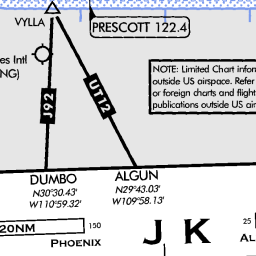 VYLLA
PRESCOTT 122.4
es Intl
NG)
J92
UT12
NOTE: Limited Chart infor
outside US airspace. Refer
or foreign charts and flight
publications outside US air
DUMBO
N30°30.43'
W110°59.32'
ALGUN
N29°43.03'
W109°58.13'
20NM
150
PHOENIX
J K
25
AL